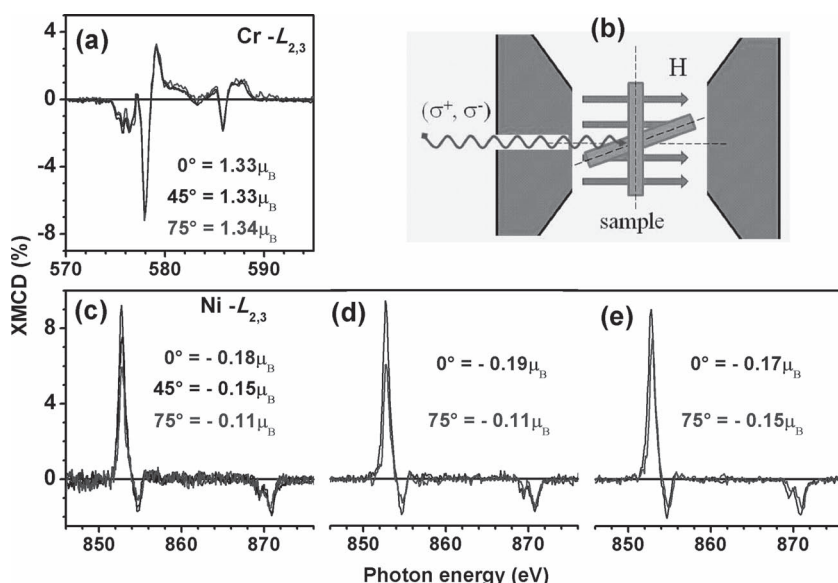 (a)
Cr -L2,3
0° = 1.33μB
45° = 1.33μB
75° = 1.34μB
4
0
-4
-8
570
580
590
(b)
H
(σ+, σ-)
sample
XMCD (%)
(c)
Ni -L2,3
0° = - 0.18μB
45° = - 0.15μB
75° = - 0.11μB
8
4
0
850
860
870
(d)
0° = - 0.19μB
75° = - 0.11μB
850
860
870
(e)
0° = - 0.17μB
75° = - 0.15μB
850
860
870
Photon energy (eV)